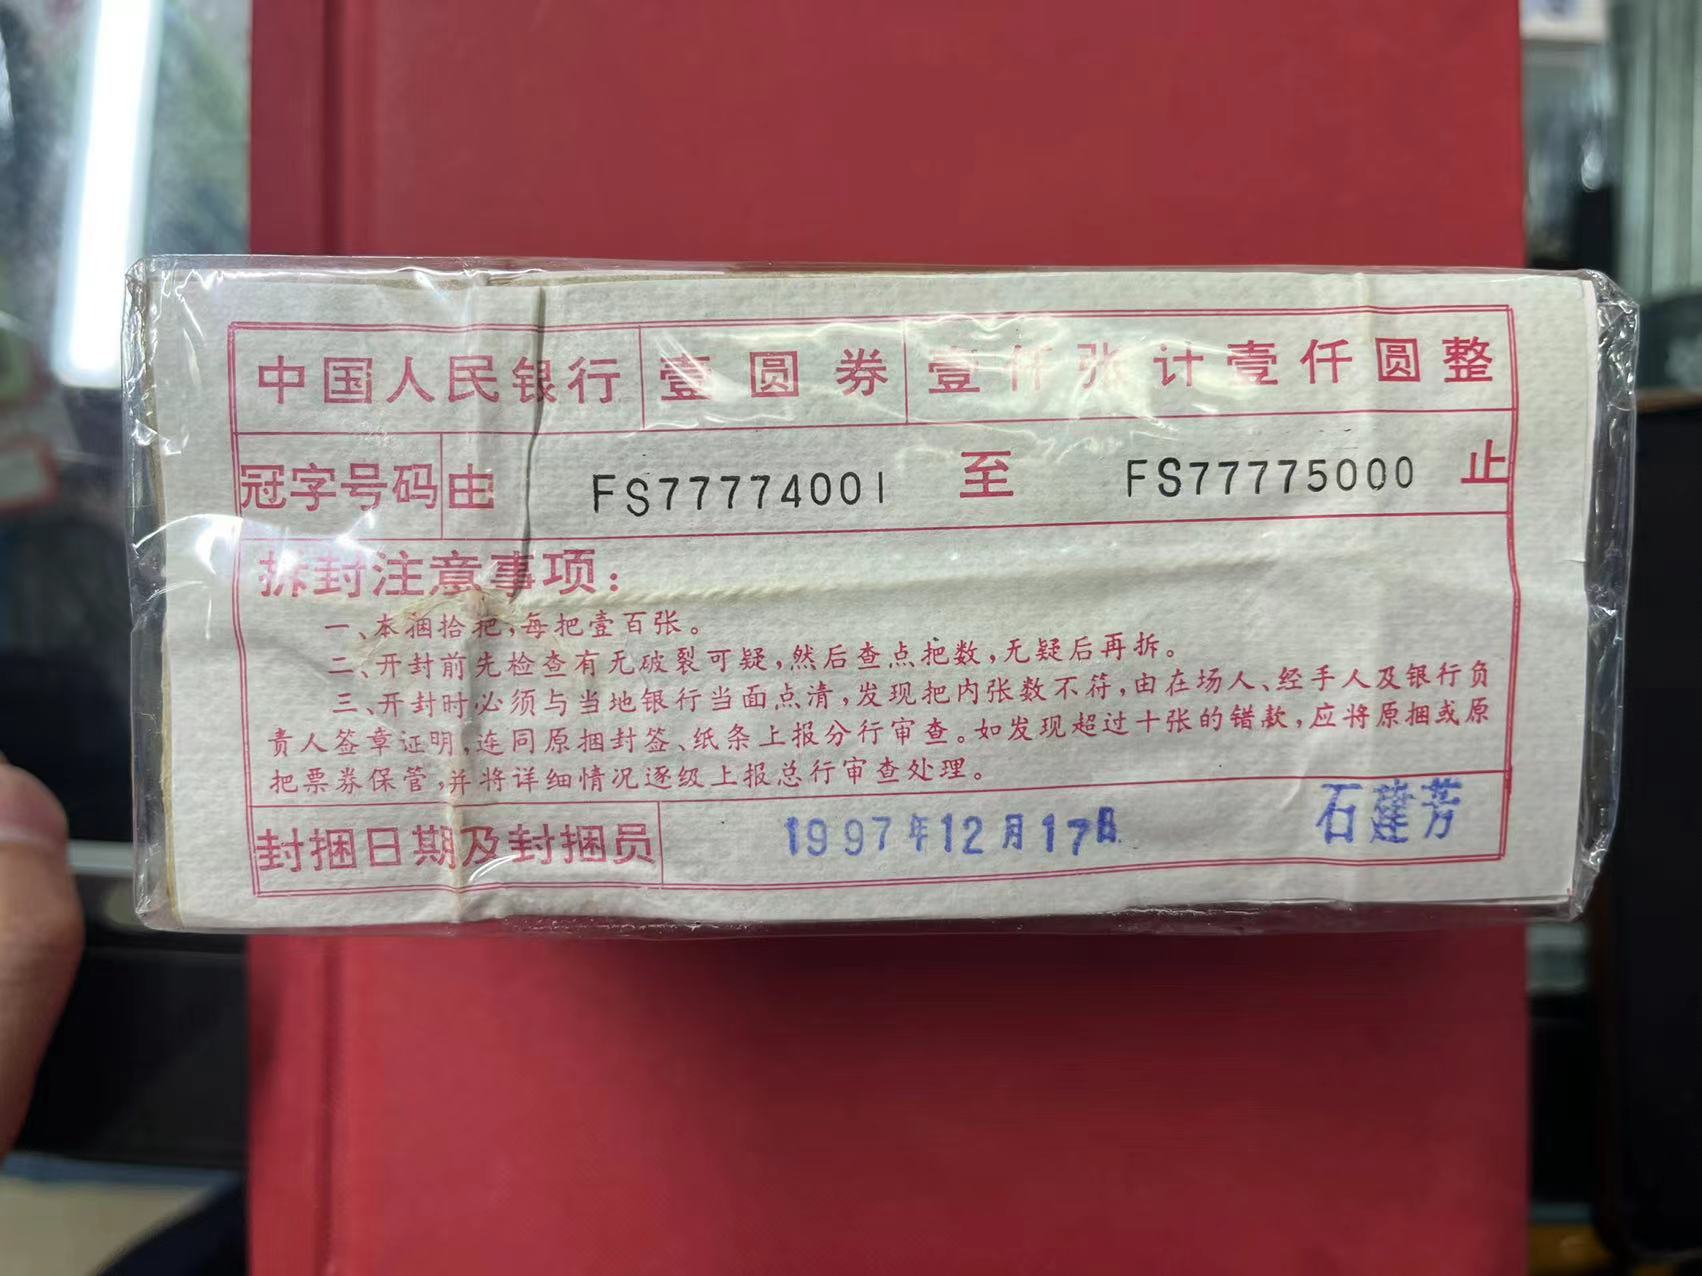 中国人民银行 壹圆券 壹仟张计壹仟圆整
冠字号码 由 FS77774001 至 FS77775000 止
拆封注意事项：
一、本捆拾把，每把壹百张。
二、开封前先检查有无破裂可疑，然后查点把数，无疑后再拆。
三、开封时必须与当地银行当面点清，发现把内张数不符，由在场人、经手人及银行负
责人签章证明，连同原捆封签、纸条上报分行审查。如发现超过十张的错款，应将原捆或原
把票券保管，并将详细情况逐级上报总行审查处理。
封捆日期及封捆员 1997年12月17日 石建芳